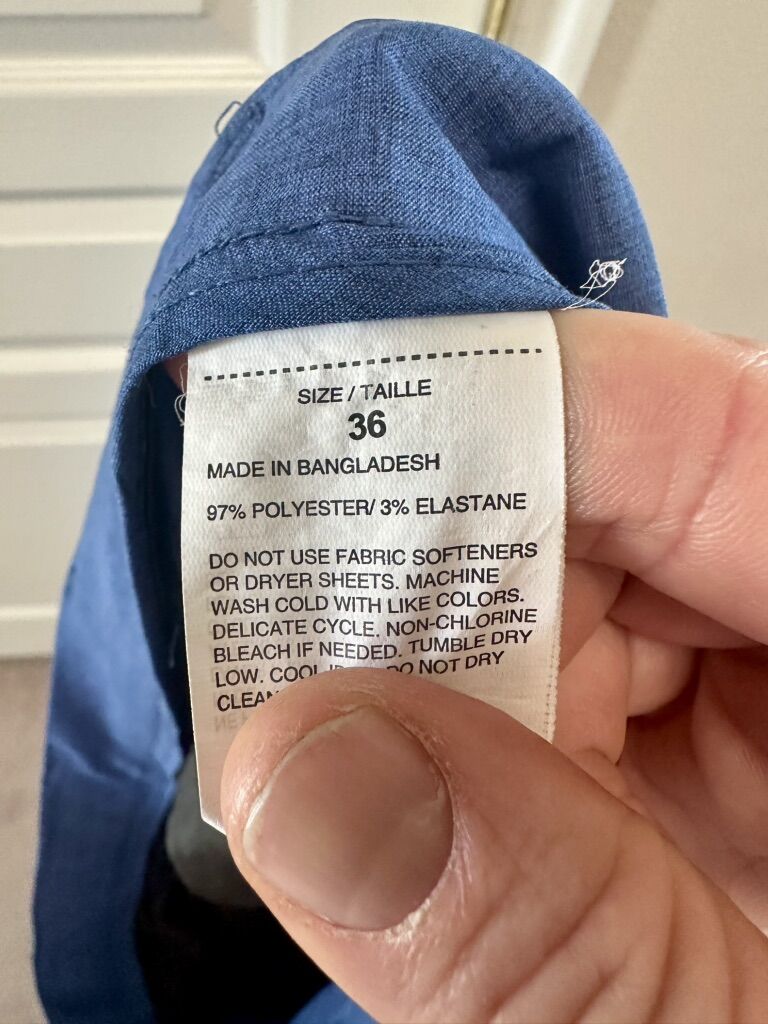 SIZE / TAILLE
36
MADE IN BANGLADESH
97% POLYESTER/ 3% ELASTANE
DO NOT USE FABRIC SOFTENERS
OR DRYER SHEETS. MACHINE
WASH COLD WITH LIKE COLORS.
DELICATE CYCLE. NON-CHLORINE
BLEACH IF NEEDED. TUMBLE DRY
LOW. COOL DO NOT DRY
CLEAN